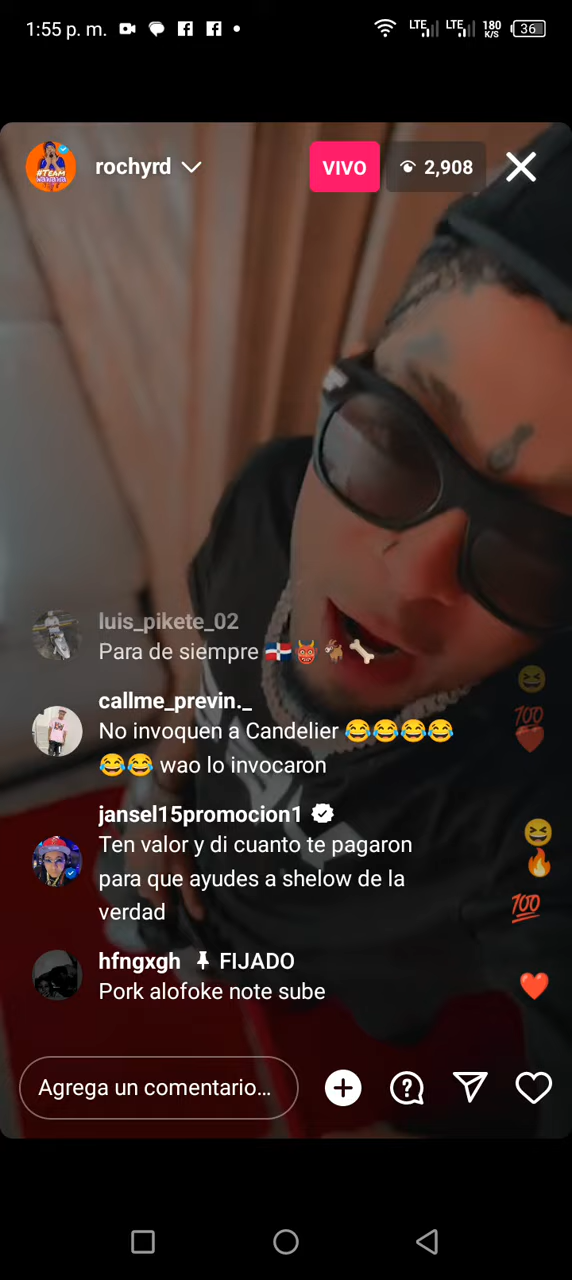 1:55 p. m.
LTE
LTE
180
K/S
36
rochyrd
VIVO
2,908
#TEAM
luis_pikete_02
Para de siempre 🇩🇴👹🐐🦴
callme_previn._
No invoquen a Candelier 😂😂😂😂
😂😂 wao lo invocaron
jansel15promocion1
Ten valor y di cuanto te pagaron
para que ayudes a shelow de la
verdad
hfngxgh FIJADO
Pork alofoke note sube
Agrega un comentario...